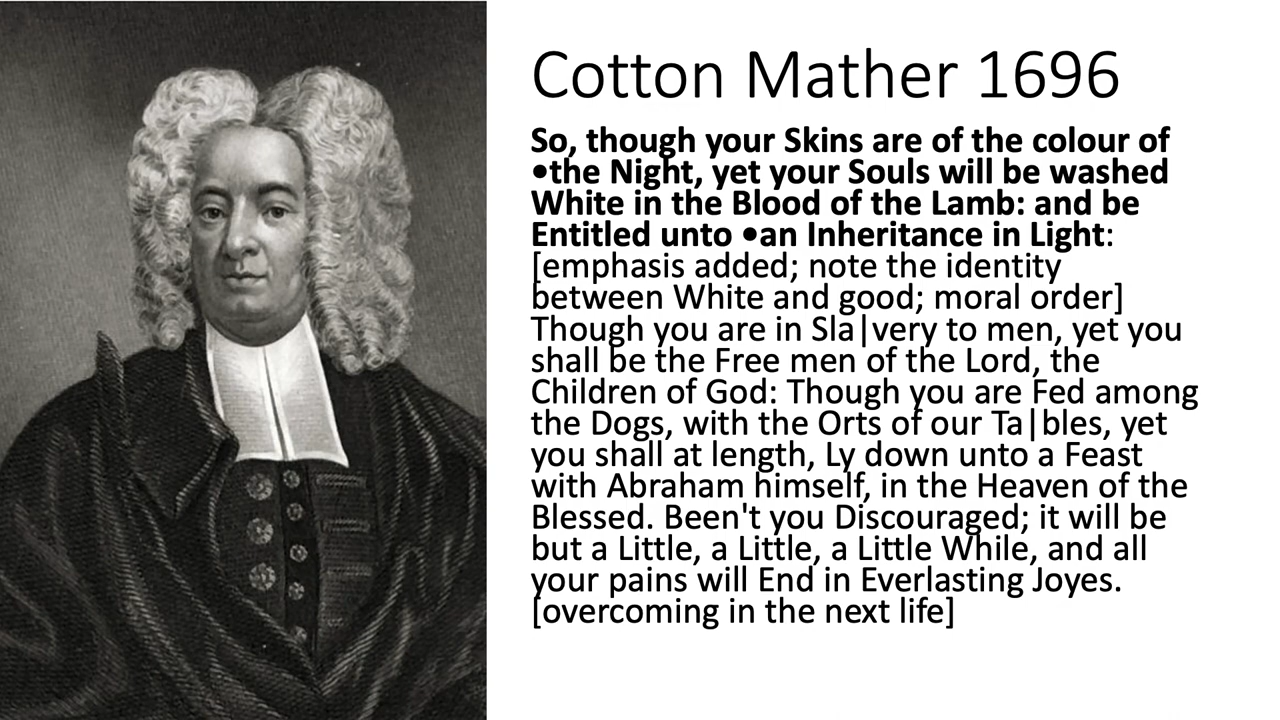 Cotton Mather 1696
So, though your Skins are of the colour of
•the Night, yet your Souls will be washed
White in the Blood of the Lamb: and be
Entitled unto •an Inheritance in Light:
[emphasis added; note the identity
between White and good; moral order]
Though you are in Sla|very to men, yet you
shall be the Free men of the Lord, the
Children of God: Though you are Fed among
the Dogs, with the Orts of our Ta|bles, yet
you shall at length, Ly down unto a Feast
with Abraham himself, in the Heaven of the
Blessed. Been't you Discouraged; it will be
but a Little, a Little, a Little While, and all
your pains will End in Everlasting Joyes.
[overcoming in the next life]